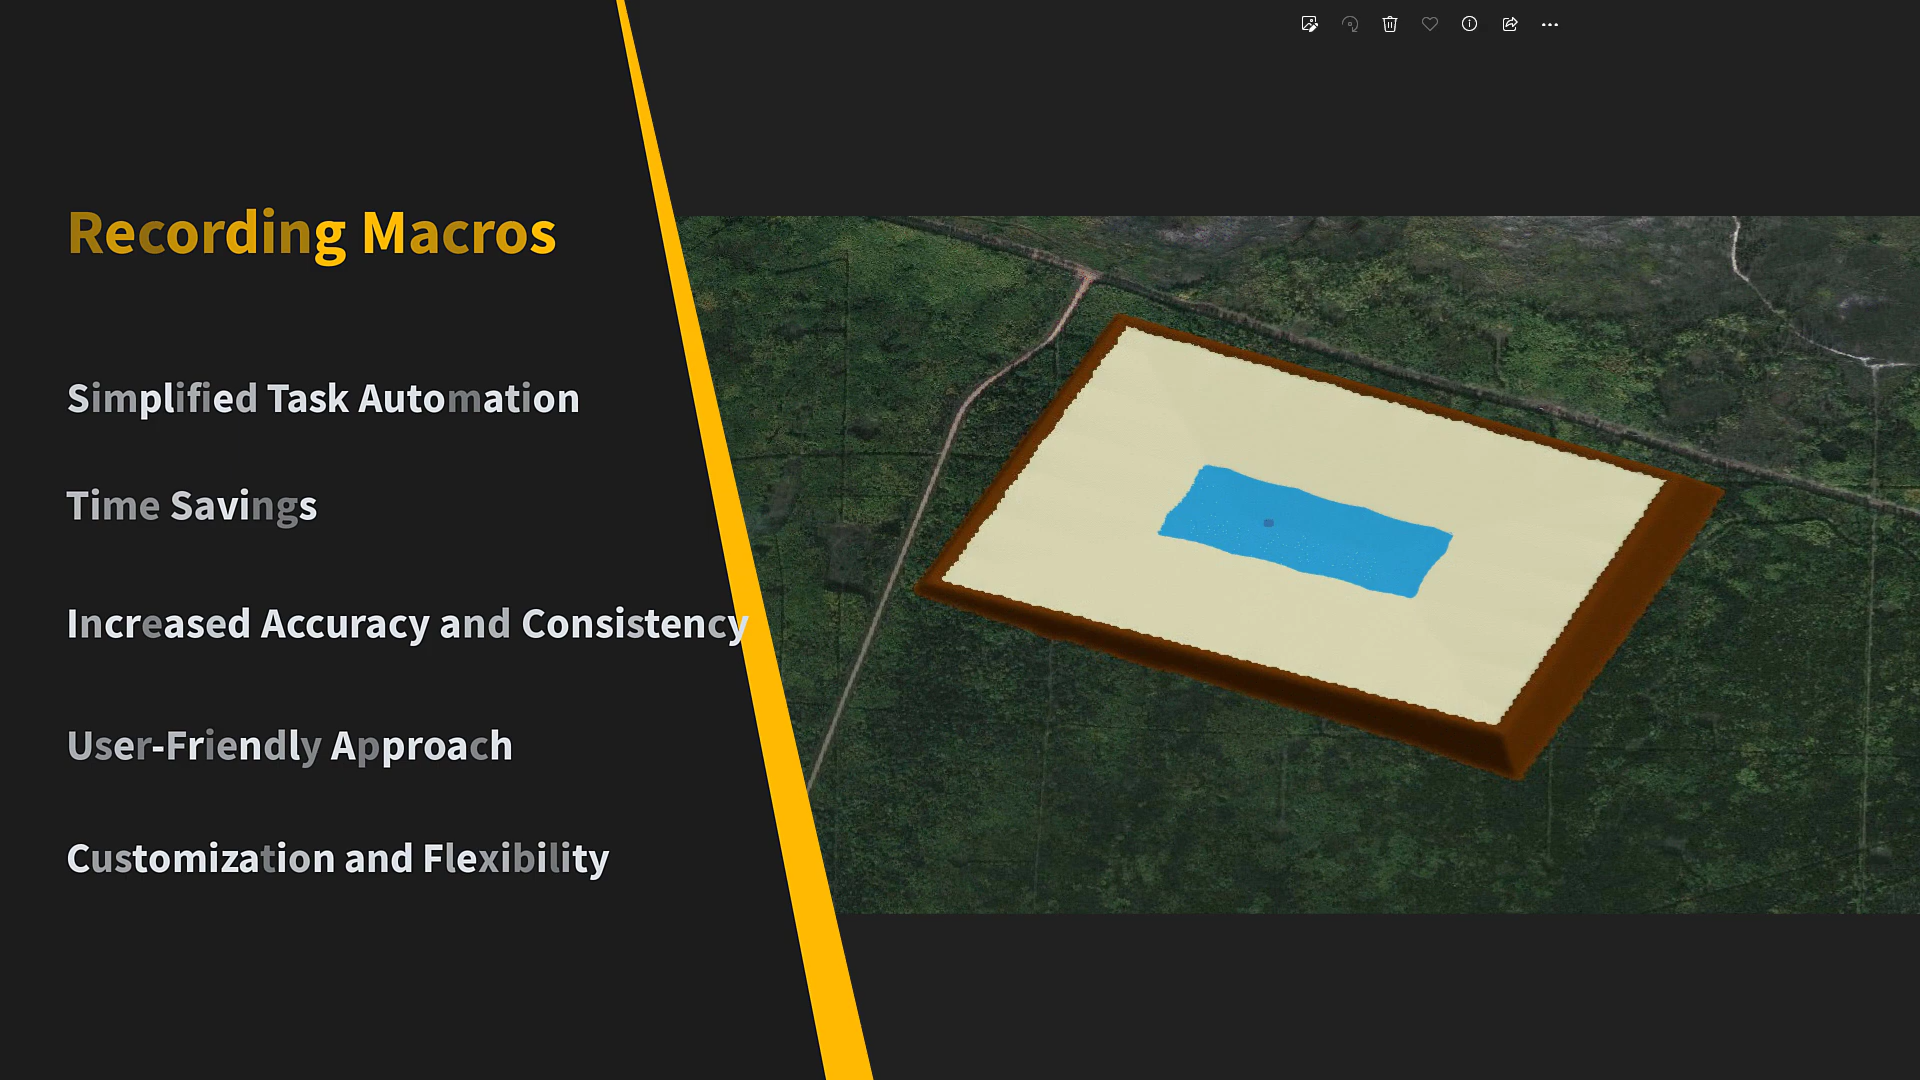 Recording Macros
Simplified Task Automation
Time Savings
Increased Accuracy and Consistency
User-Friendly Approach
Customization and Flexibility